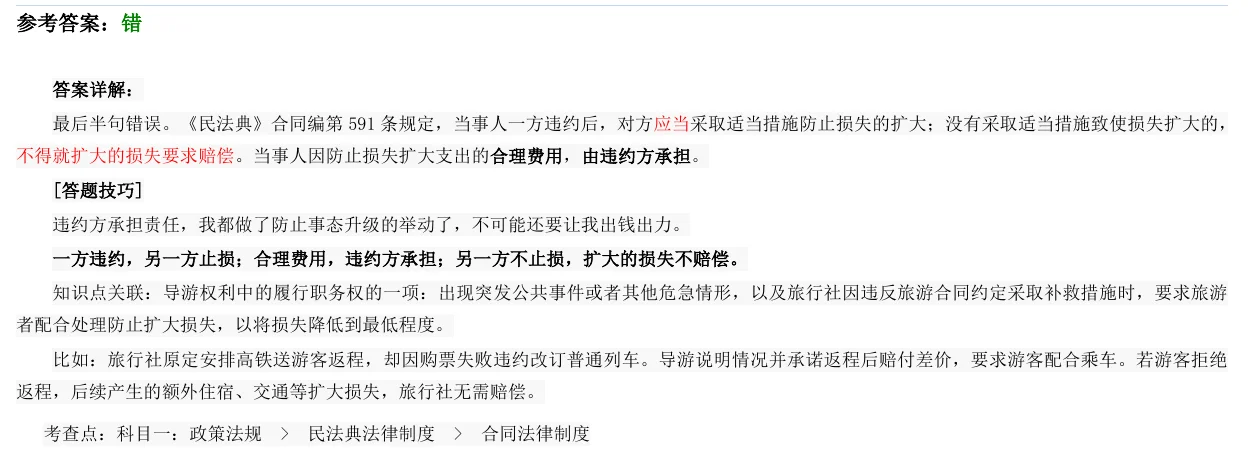 参考答案：错
答案详解：
最后半句错误。《民法典》合同编第 591 条规定，当事人一方违约后，对方应当采取适当措施防止损失的扩大；没有采取适当措施致使损失扩大的，
不得就扩大的损失要求赔偿。当事人因防止损失扩大支出的合理费用，由违约方承担。
[答题技巧]
违约方承担责任，我都做了防止事态升级的举动了，不可能还要让我出钱出力。
一方违约，另一方止损；合理费用，违约方承担；另一方不止损，扩大的损失不赔偿。
知识点关联：导游权利中的履行职务权的一项：出现突发公共事件或者其他危急情形，以及旅行社因违反旅游合同约定采取补救措施时，要求旅游
者配合处理防止扩大损失，以将损失降低到最低程度。
比如：旅行社原定安排高铁送游客返程，却因购票失败违约改订普通列车。导游说明情况并承诺返程后赔付差价，要求游客配合乘车。若游客拒绝
返程，后续产生的额外住宿、交通等扩大损失，旅行社无需赔偿。
考查点：科目一：政策法规 > 民法典法律制度 > 合同法律制度